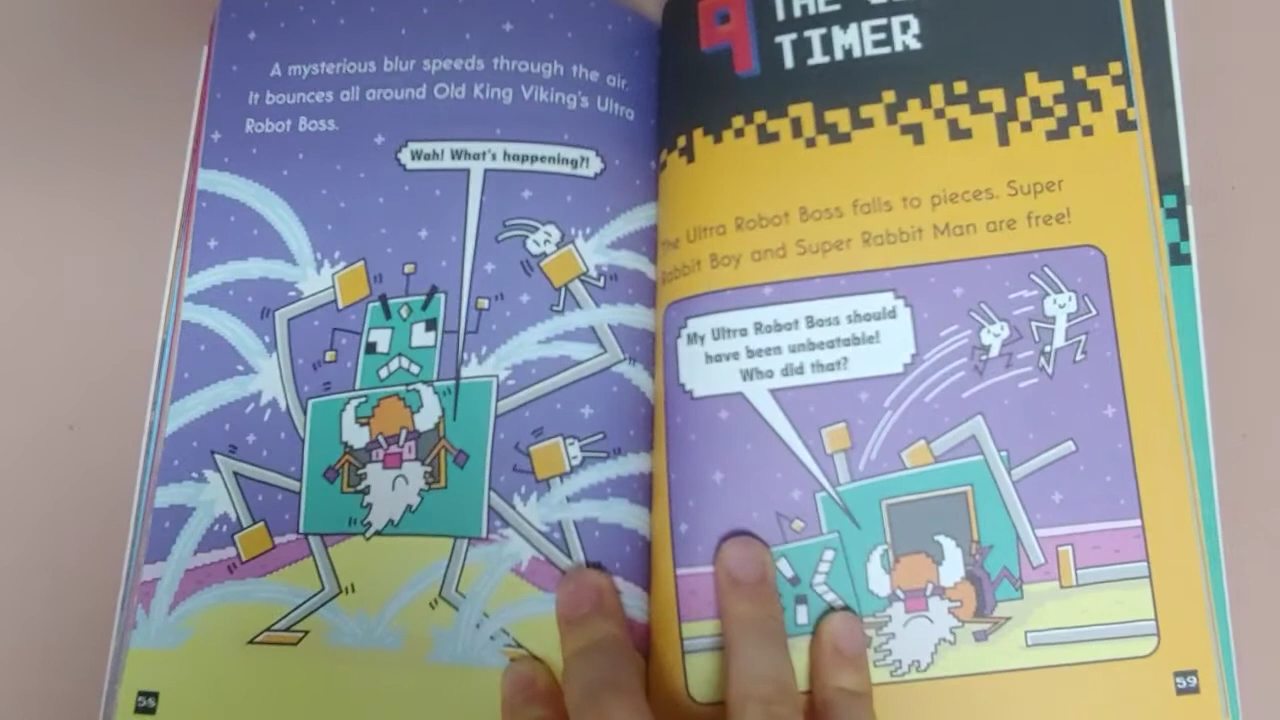 A mysterious blur speeds through the air.
It bounces all around Old King Viking's Ultra
Robot Boss.
Wah! What's happening?!
9 THE
TIMER
The Ultra Robot Boss falls to pieces. Super
Rabbit Boy and Super Rabbit Man are free!
My Ultra Robot Boss should
have been unbeatable!
Who did that?
59